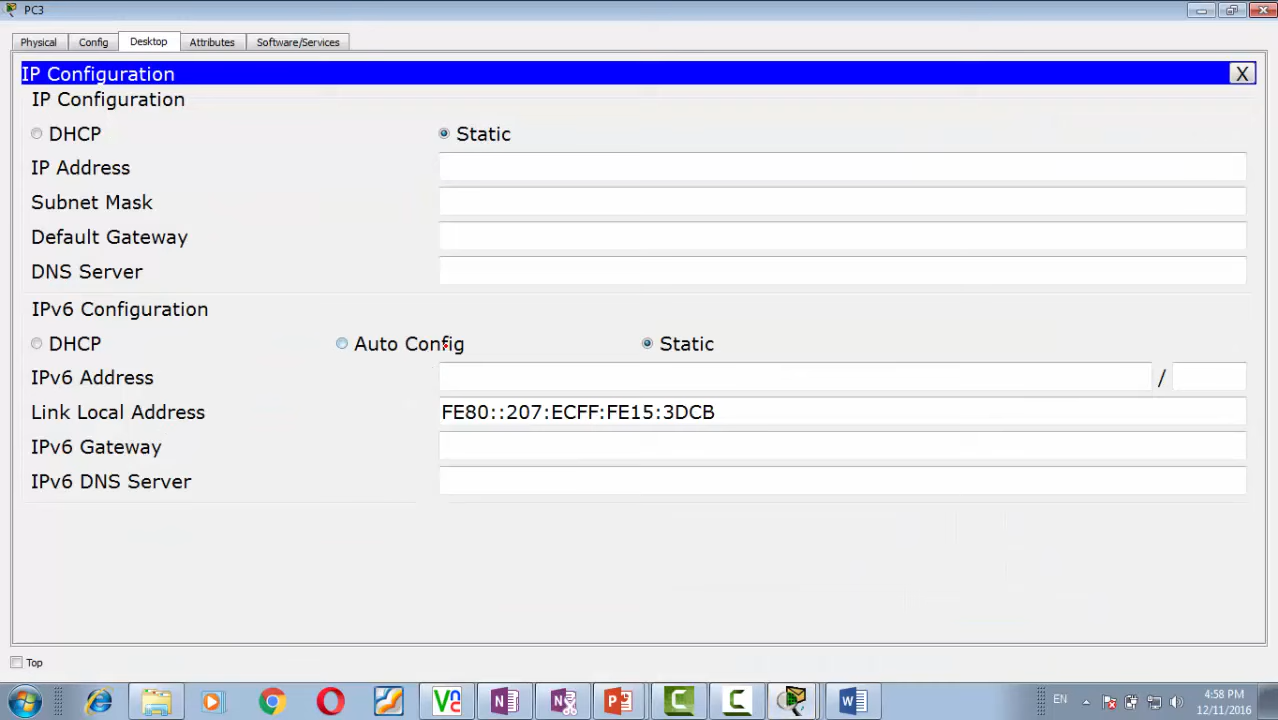 PC3
Physical Config Desktop Attributes Software/Services
IP Configuration X
IP Configuration
DHCP Static
IP Address
Subnet Mask
Default Gateway
DNS Server
IPv6 Configuration
DHCP Auto Config Static
IPv6 Address /
Link Local Address FE80::207:ECFF:FE15:3DCB
IPv6 Gateway
IPv6 DNS Server
Top
EN 4:58 PM
12/11/2016